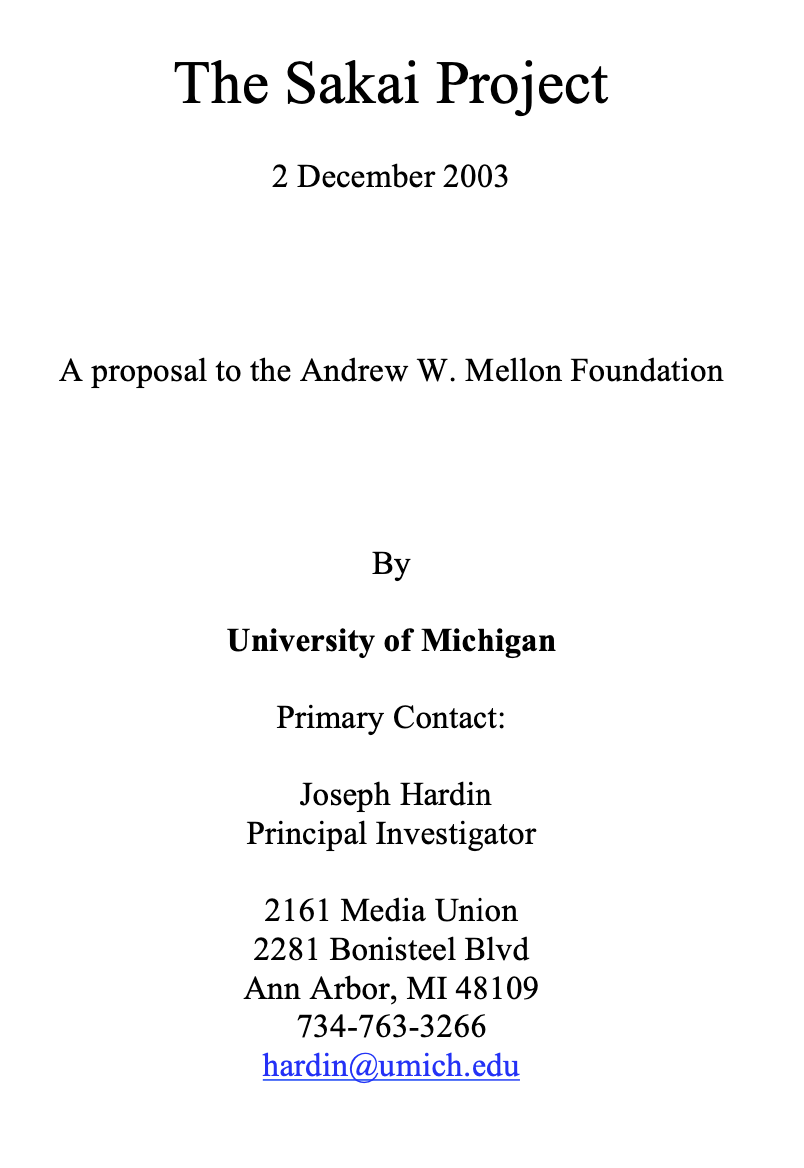 The Sakai Project
2 December 2003
A proposal to the Andrew W. Mellon Foundation
By
University of Michigan
Primary Contact:
Joseph Hardin
Principal Investigator
2161 Media Union
2281 Bonisteel Blvd
Ann Arbor, MI 48109
734-763-3266
hardin@umich.edu